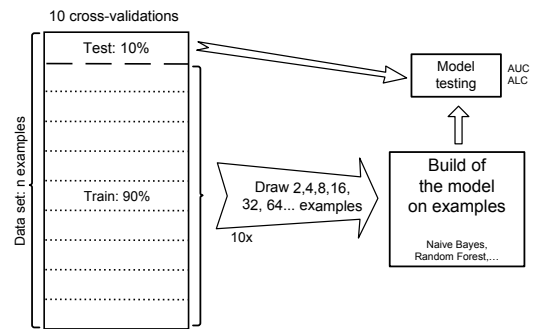 10 cross-validations
Test: 10%
Data set: n examples
Train: 90%
Draw 2,4,8,16,
32, 64... examples
10x
Model
testing
AUC
ALC
Build of
the model
on examples
Naive Bayes,
Random Forest,...